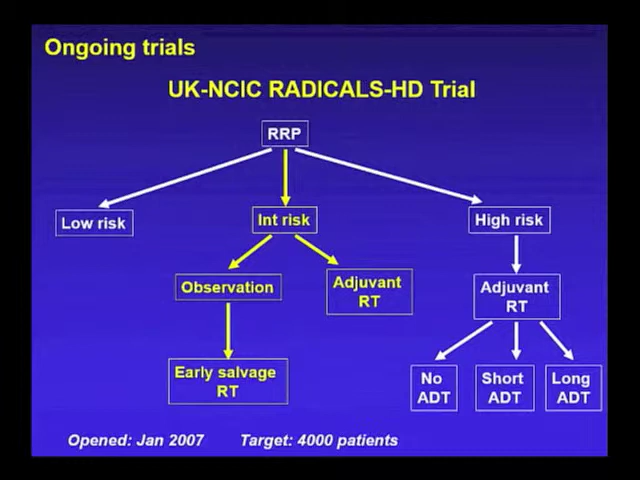 Ongoing trials
UK-NCIC RADICALS-HD Trial
RRP
Low risk
Int risk
High risk
Observation
Adjuvant
RT
Adjuvant
RT
Early salvage
RT
No
ADT
Short
ADT
Long
ADT
Opened: Jan 2007
Target: 4000 patients